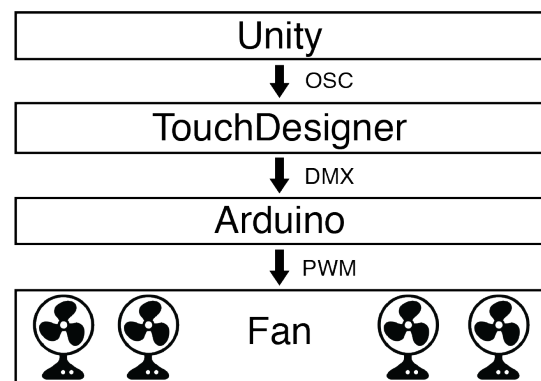 Unity
OSC
TouchDesigner
DMX
Arduino
PWM
Fan